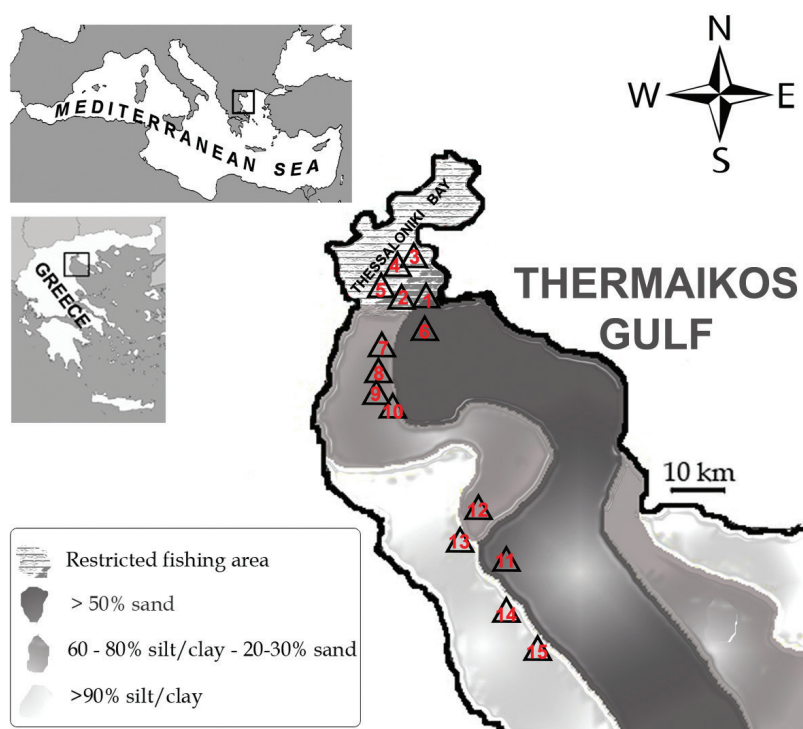 N
W E
S
MEDITERRANEAN SEA
GREECE
THESSALONIKI BAY
THERMAIKOS
GULF
3
4
5
2
1
6
7
8
9
10
10 km
12
13
11
14
15
Restricted fishing area
> 50% sand
60 - 80% silt/clay - 20-30% sand
>90% silt/clay